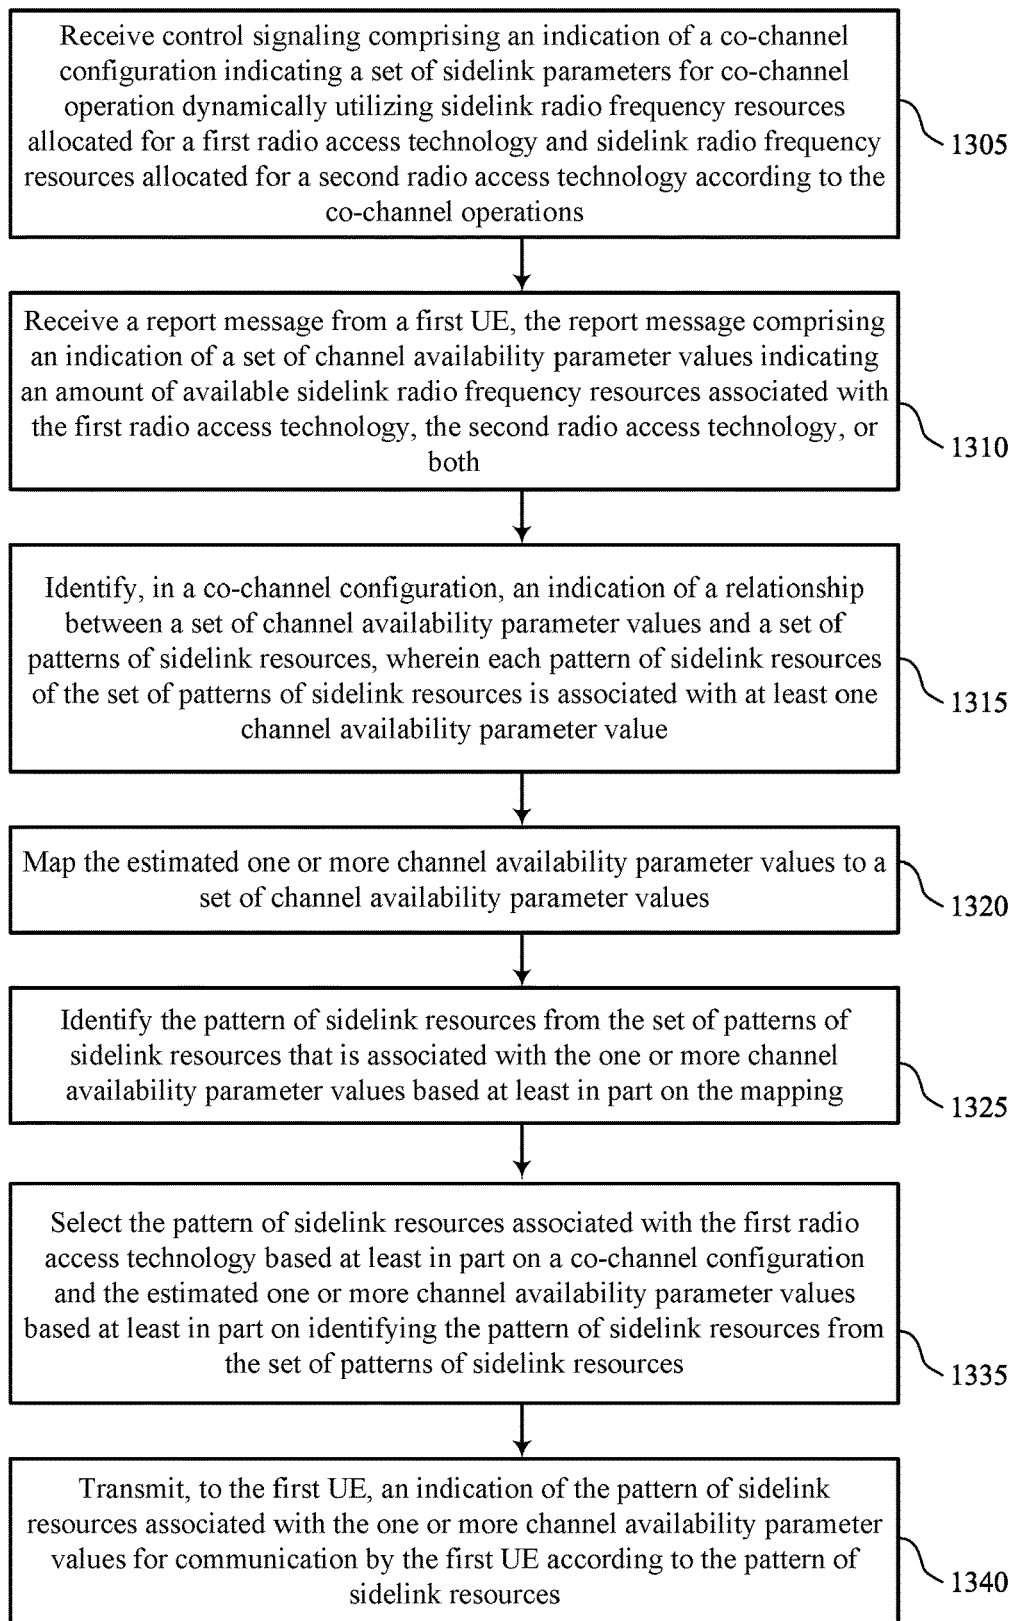 Receive control signaling comprising an indication of a co-channel
configuration indicating a set of sidelink parameters for co-channel
operation dynamically utilizing sidelink radio frequency resources
allocated for a first radio access technology and sidelink radio frequency
resources allocated for a second radio access technology according to the
co-channel operations
1305
Receive a report message from a first UE, the report message comprising
an indication of a set of channel availability parameter values indicating
an amount of available sidelink radio frequency resources associated with
the first radio access technology, the second radio access technology, or
both
1310
Identify, in a co-channel configuration, an indication of a relationship
between a set of channel availability parameter values and a set of
patterns of sidelink resources, wherein each pattern of sidelink resources
of the set of patterns of sidelink resources is associated with at least one
channel availability parameter value
1315
Map the estimated one or more channel availability parameter values to a
set of channel availability parameter values
1320
Identify the pattern of sidelink resources from the set of patterns of
sidelink resources that is associated with the one or more channel
availability parameter values based at least in part on the mapping
1325
Select the pattern of sidelink resources associated with the first radio
access technology based at least in part on a co-channel configuration
and the estimated one or more channel availability parameter values
based at least in part on identifying the pattern of sidelink resources from
the set of patterns of sidelink resources
1335
Transmit, to the first UE, an indication of the pattern of sidelink
resources associated with the one or more channel availability parameter
values for communication by the first UE according to the pattern of
sidelink resources
1340